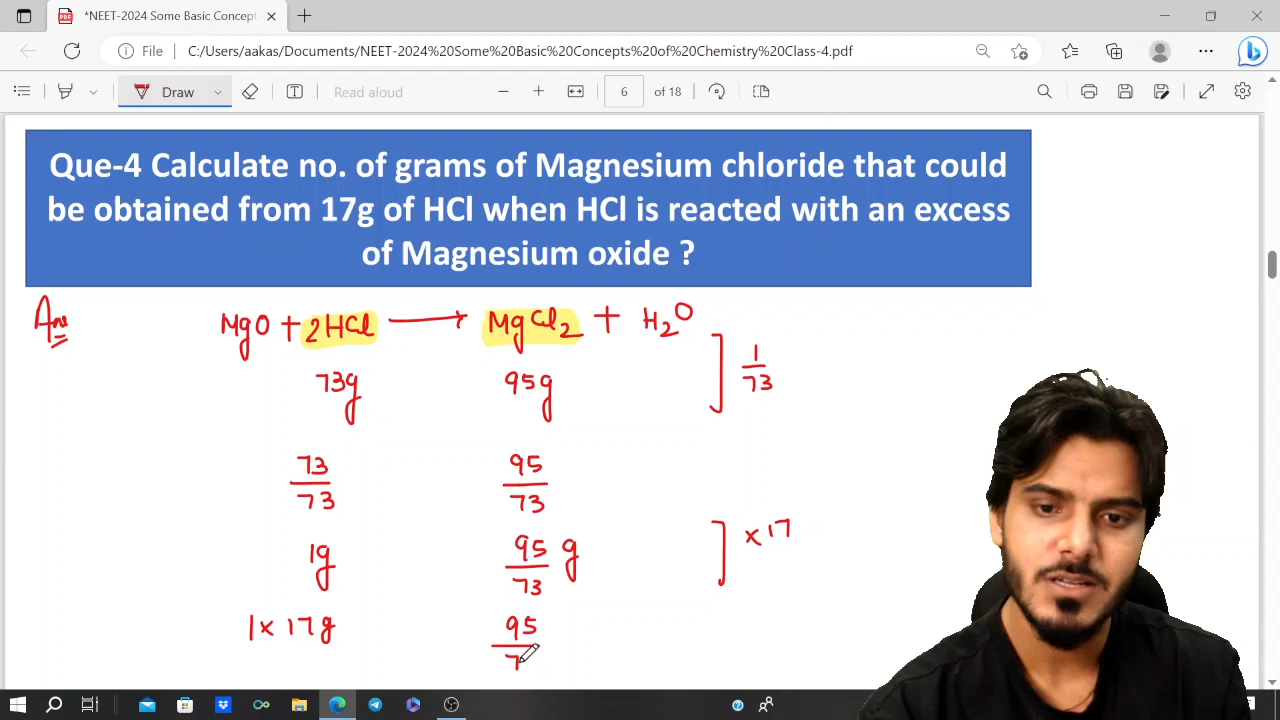 *NEET-2024 Some Basic Concept
File C:/Users/aakas/Documents/NEET-2024%20Some%20Basic%20Concepts%20of%20Chemistry%20Class-4.pdf
Draw Read aloud 6 of 18
Que-4 Calculate no. of grams of Magnesium chloride that could
be obtained from 17g of HCl when HCl is reacted with an excess
of Magnesium oxide ?
Ans
MgO + 2HCl ⟶ MgCl₂ + H₂O
73g 95g ] 1/73
73/73 95/73
1g 95/73 g ] × 17
1 × 17g 95/7